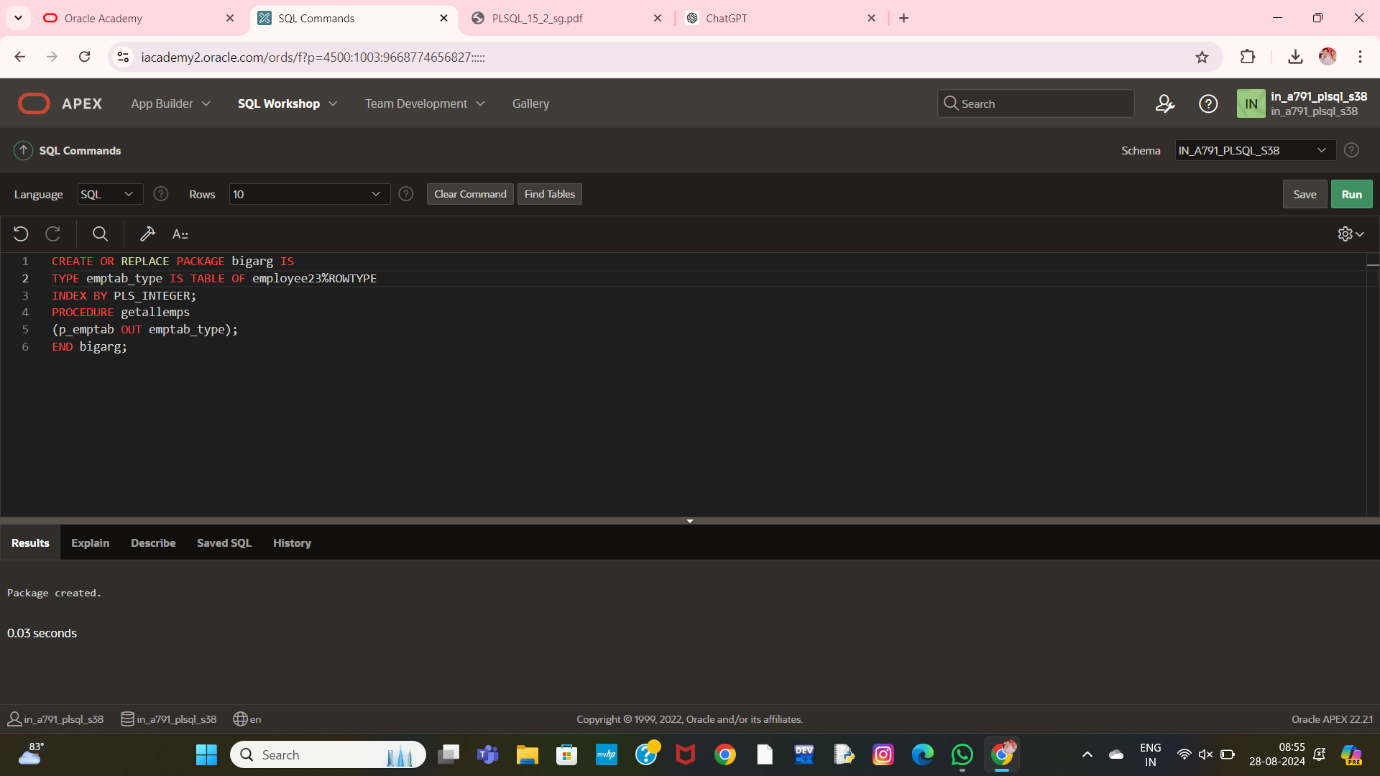 Oracle Academy
SQL Commands
PLSQL_15_2_sg.pdf
ChatGPT
iacademy2.oracle.com/ords/f?p=4500:1003:9668774656827:::::
APEX
App Builder
SQL Workshop
Team Development
Gallery
Search
IN
in_a791_plsql_s38
in_a791_plsql_s38
SQL Commands
Schema
IN_A791_PLSQL_S38
Language
SQL
Rows
10
Clear Command
Find Tables
Save
Run
A::
1 CREATE OR REPLACE PACKAGE bigarg IS
2 TYPE emptab_type IS TABLE OF employee23%ROWTYPE
3 INDEX BY PLS_INTEGER;
4 PROCEDURE getallemps
5 (p_emptab OUT emptab_type);
6 END bigarg;
Results
Explain
Describe
Saved SQL
History
Package created.
0.03 seconds
in_a791_plsql_s38
in_a791_plsql_s38
en
Copyright © 1999, 2022, Oracle and/or its affiliates.
Oracle APEX 22.2.1
83°
Search
myhp
DEV
ENG
IN
08:55
28-08-2024
PRE